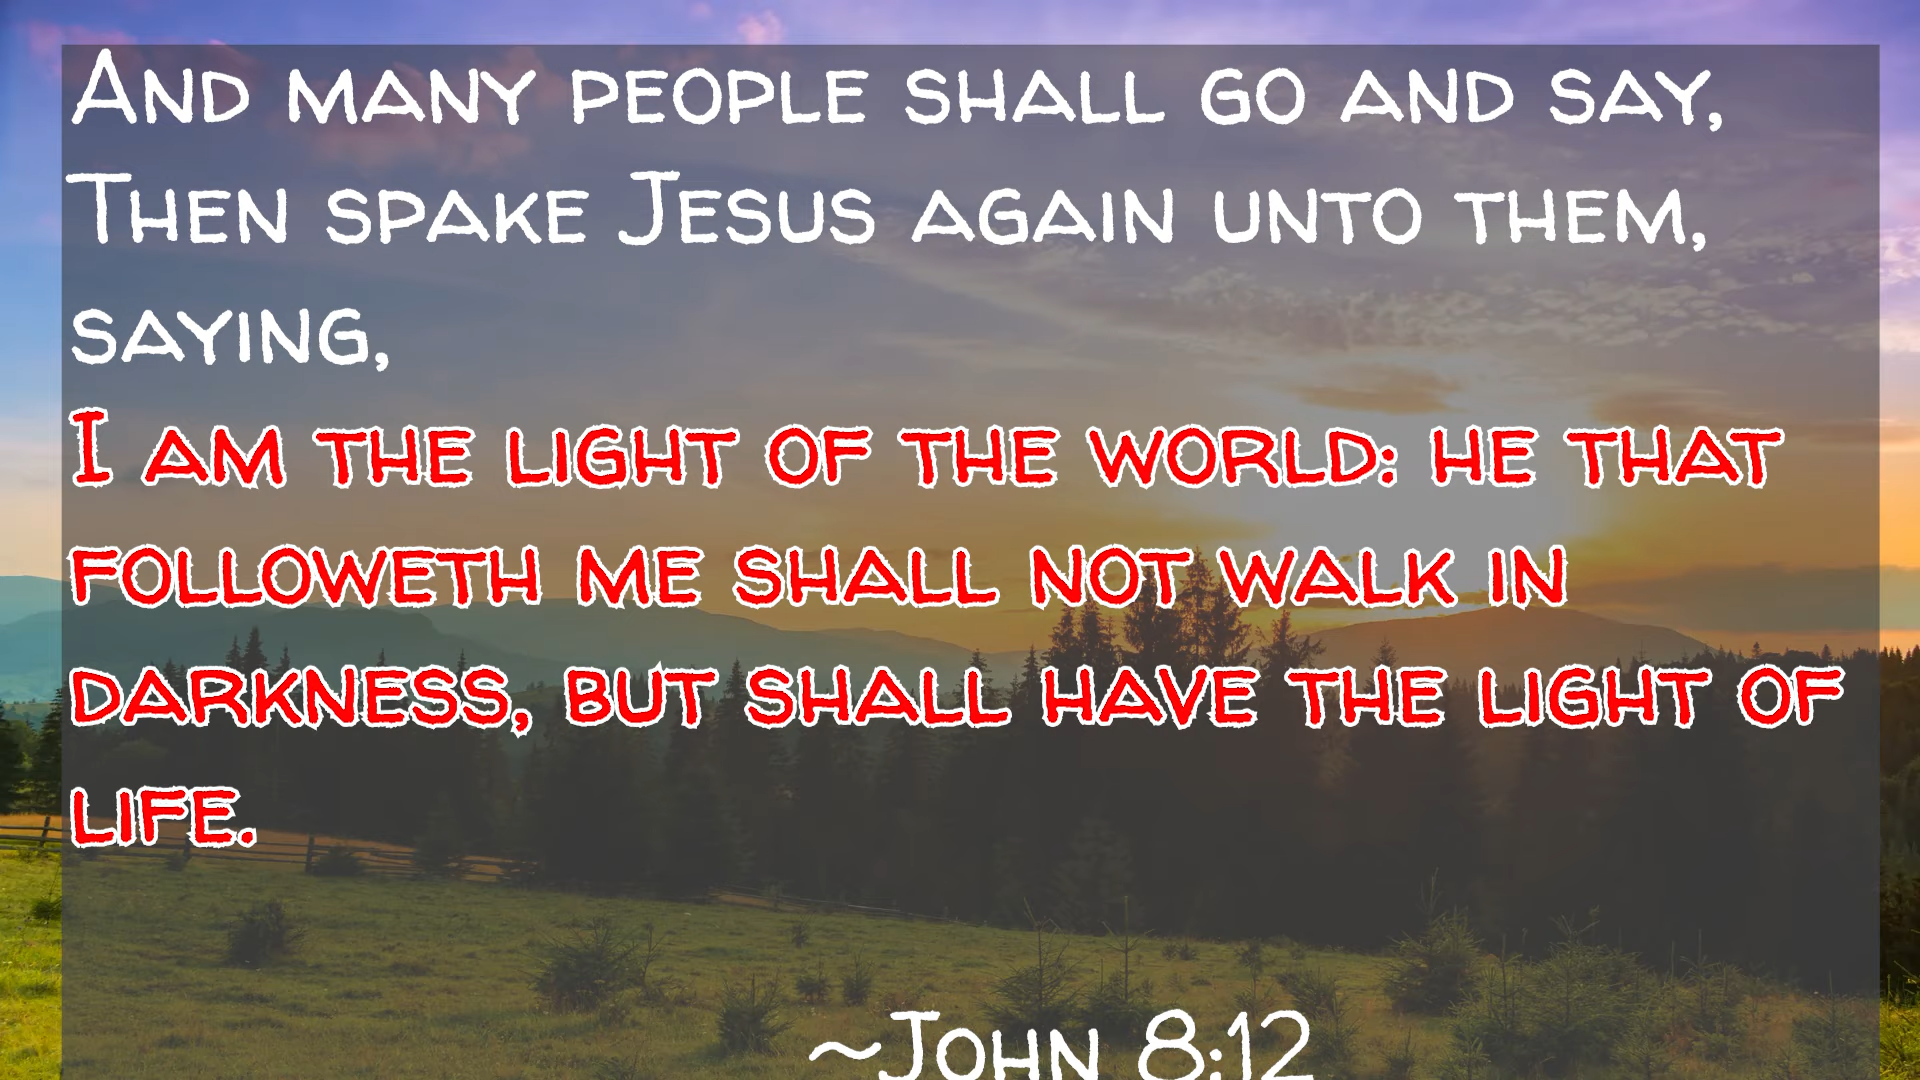 And many people shall go and say,
Then spake Jesus again unto them,
saying,
I am the light of the world: he that
followeth me shall not walk in
darkness, but shall have the light of
life.
~John 8:12